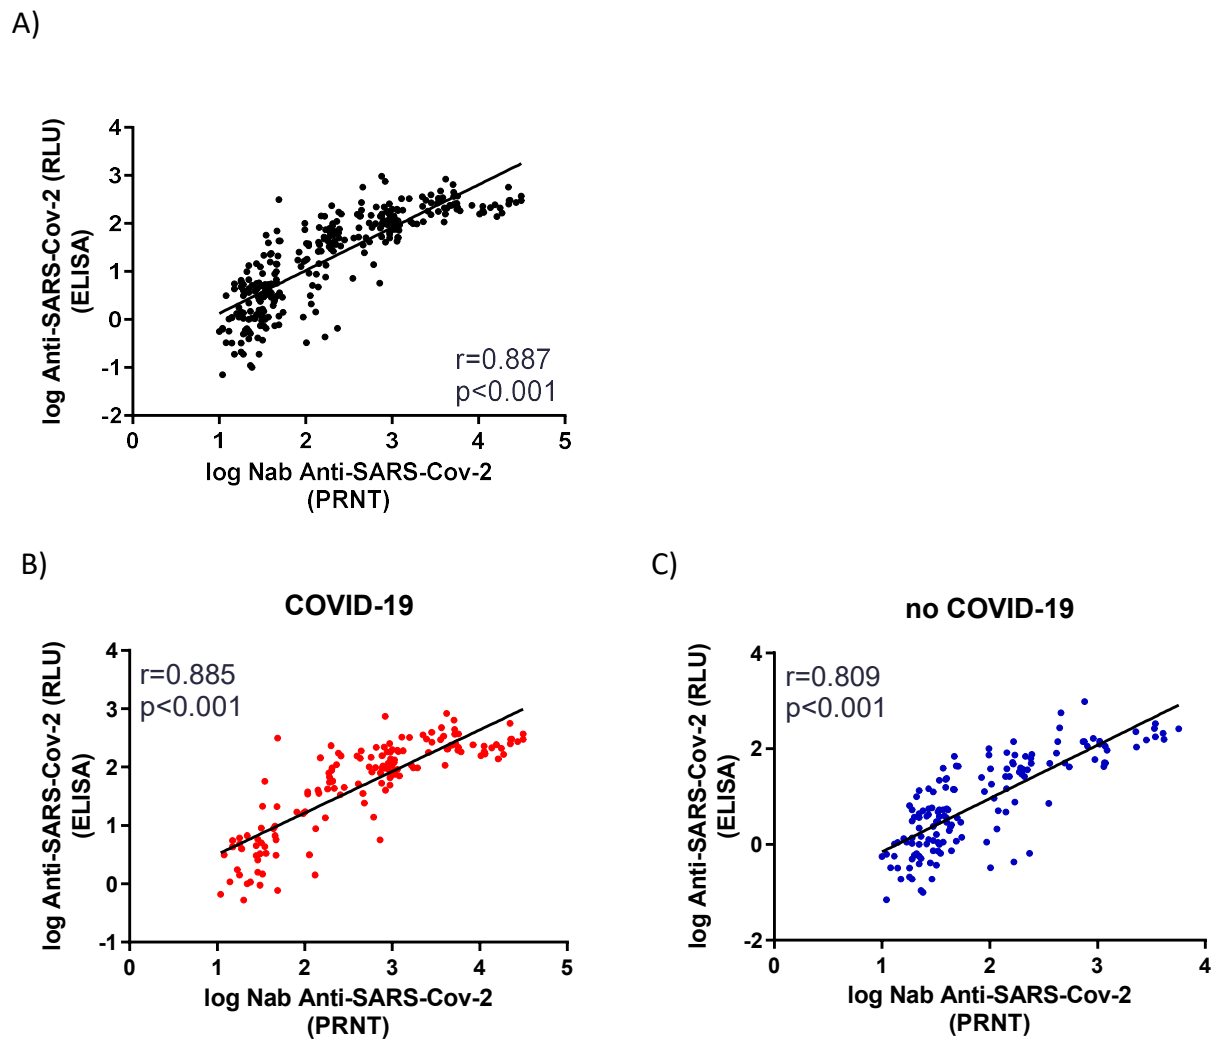 A)
log Anti-SARS-Cov-2 (RLU)
(ELISA)
4
3
2
1
0
-1
-2
r=0.887
p<0.001
0 1 2 3 4 5
log Nab Anti-SARS-Cov-2
(PRNT)
B)
COVID-19
log Anti-SARS-Cov-2 (RLU)
(ELISA)
4
3
2
1
0
-1
r=0.885
p<0.001
0 1 2 3 4 5
log Nab Anti-SARS-Cov-2
(PRNT)
C)
no COVID-19
log Anti-SARS-Cov-2 (RLU)
(ELISA)
4
2
0
-2
r=0.809
p<0.001
0 1 2 3 4
log Nab Anti-SARS-Cov-2
(PRNT)